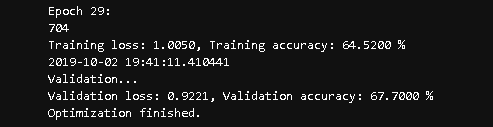 Epoch 29:
704
Training loss: 1.0050, Training accuracy: 64.5200 %
2019-10-02 19:41:11.410441
Validation...
Validation loss: 0.9221, Validation accuracy: 67.7000 %
Optimization finished.